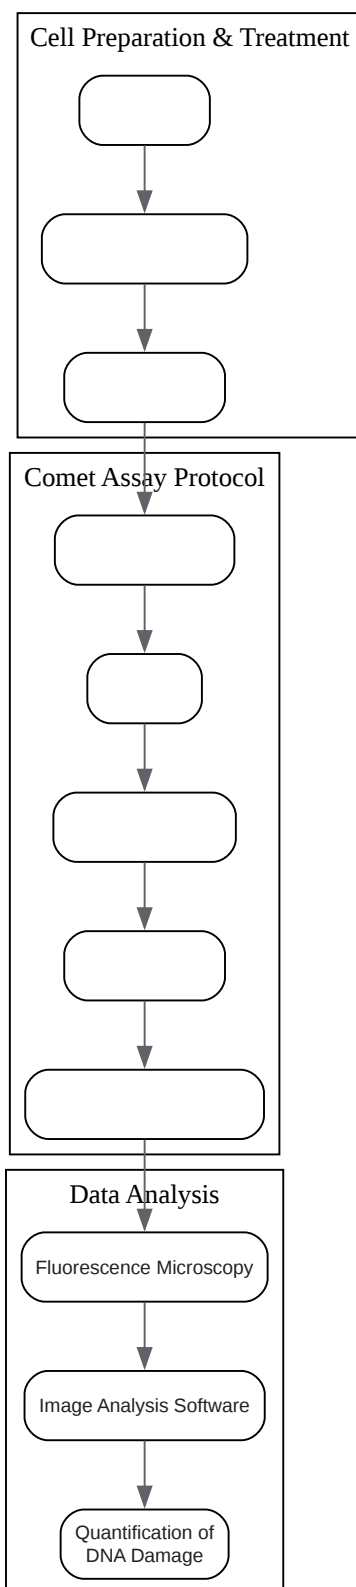 Cell Preparation & Treatment
Comet Assay Protocol
Data Analysis
Fluorescence Microscopy
Image Analysis Software
Quantification of
DNA Damage